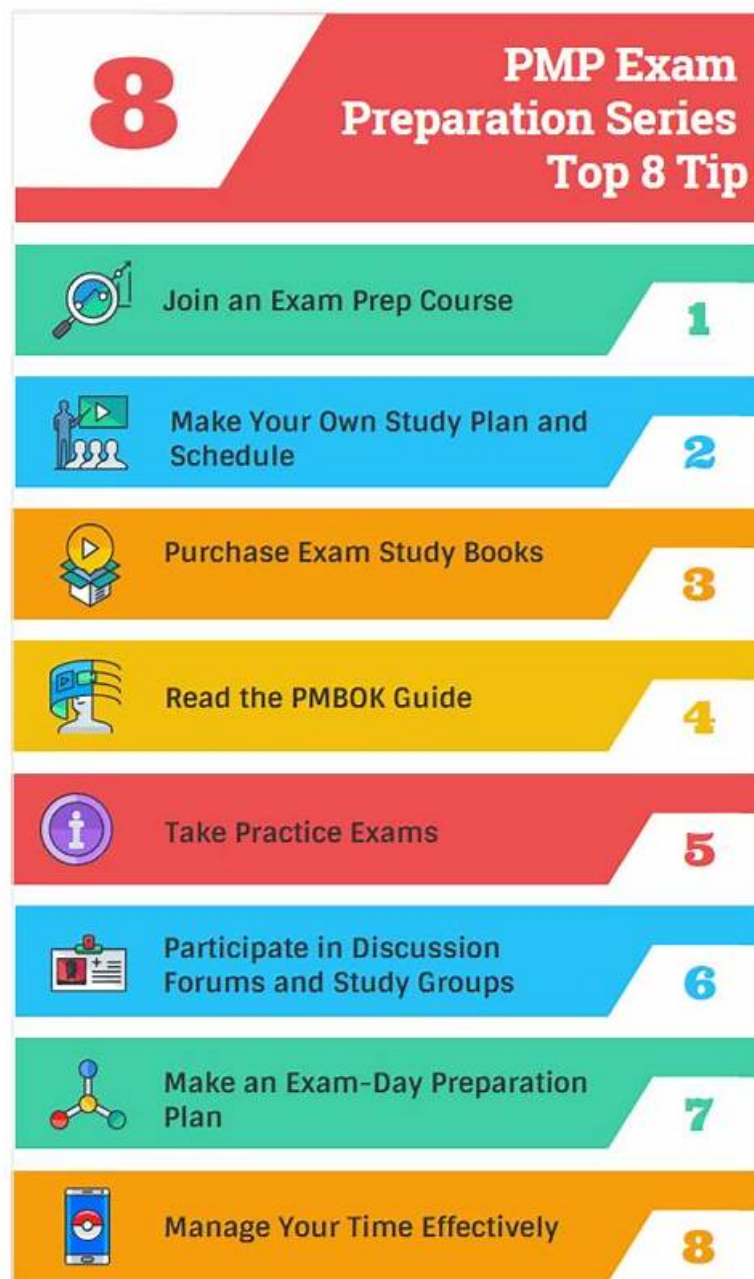 8
PMP Exam
Preparation Series
Top 8 Tip
Join an Exam Prep Course
1
Make Your Own Study Plan and
Schedule
2
Purchase Exam Study Books
3
Read the PMBOK Guide
4
Take Practice Exams
5
Participate in Discussion
Forums and Study Groups
6
Make an Exam-Day Preparation
Plan
7
Manage Your Time Effectively
8